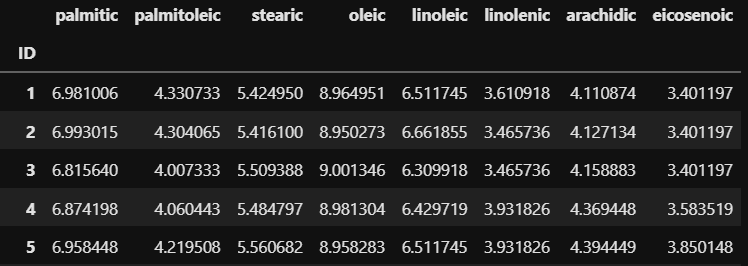 palmitic palmitoleic stearic oleic linoleic linolenic arachidic eicosenoic
ID
1 6.981006 4.330733 5.424950 8.964951 6.511745 3.610918 4.110874 3.401197
2 6.993015 4.304065 5.416100 8.950273 6.661855 3.465736 4.127134 3.401197
3 6.815640 4.007333 5.509388 9.001346 6.309918 3.465736 4.158883 3.401197
4 6.874198 4.060443 5.484797 8.981304 6.429719 3.931826 4.369448 3.583519
5 6.958448 4.219508 5.560682 8.958283 6.511745 3.931826 4.394449 3.850148